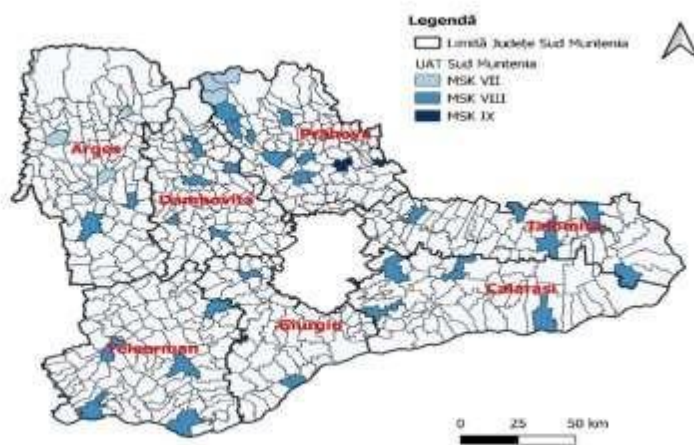 Legendă
Limită Județe Sud Muntenia
UAT Sud Muntenia
MSK VII
MSK VIII
MSK IX
Prahova
Argeș
Dambovita
Ialomita
Calarasi
Giurgiu
Teleorman
0 25 50 km